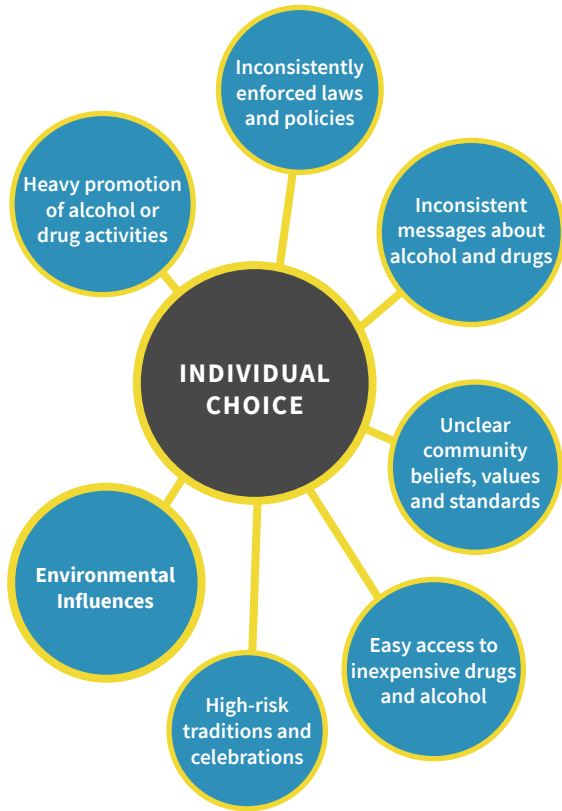 Inconsistently
enforced laws
and policies
Heavy promotion
of alcohol or
drug activities
Inconsistent
messages about
alcohol and drugs
INDIVIDUAL
CHOICE
Unclear
community
beliefs, values
and standards
Environmental
Influences
Easy access to
inexpensive drugs
and alcohol
High-risk
traditions and
celebrations